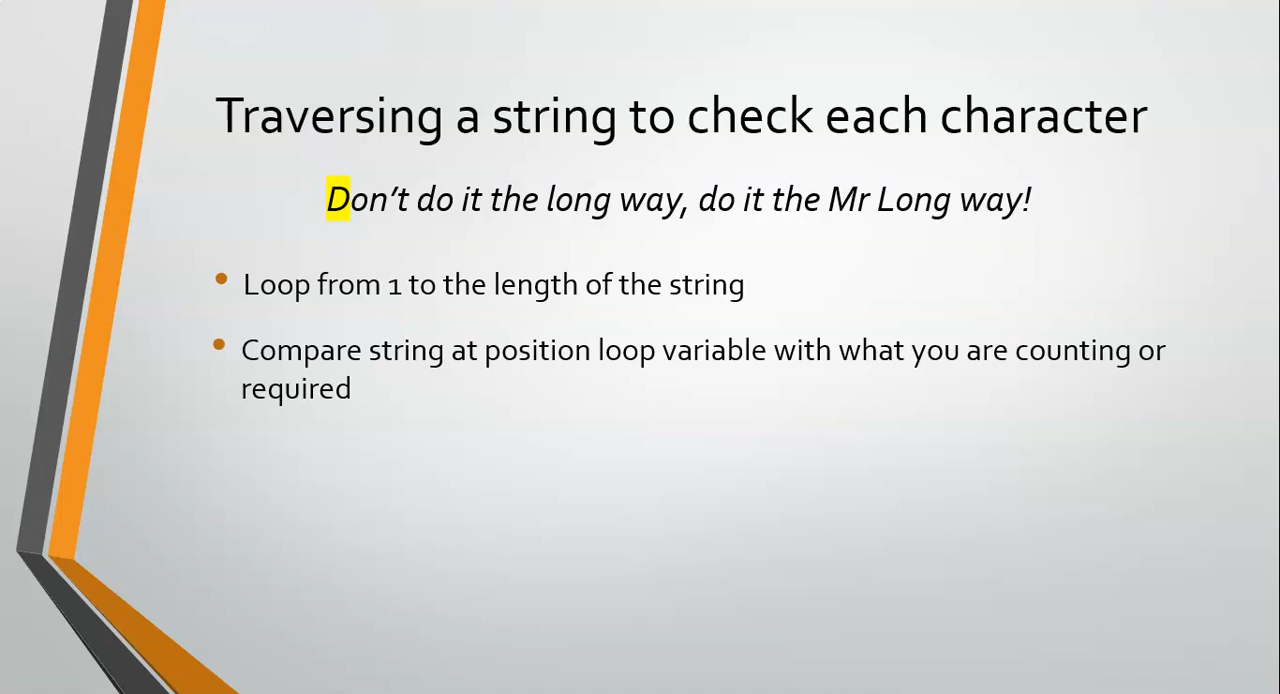 Traversing a string to check each character
Don’t do it the long way, do it the Mr Long way!
• Loop from 1 to the length of the string
• Compare string at position loop variable with what you are counting or
required